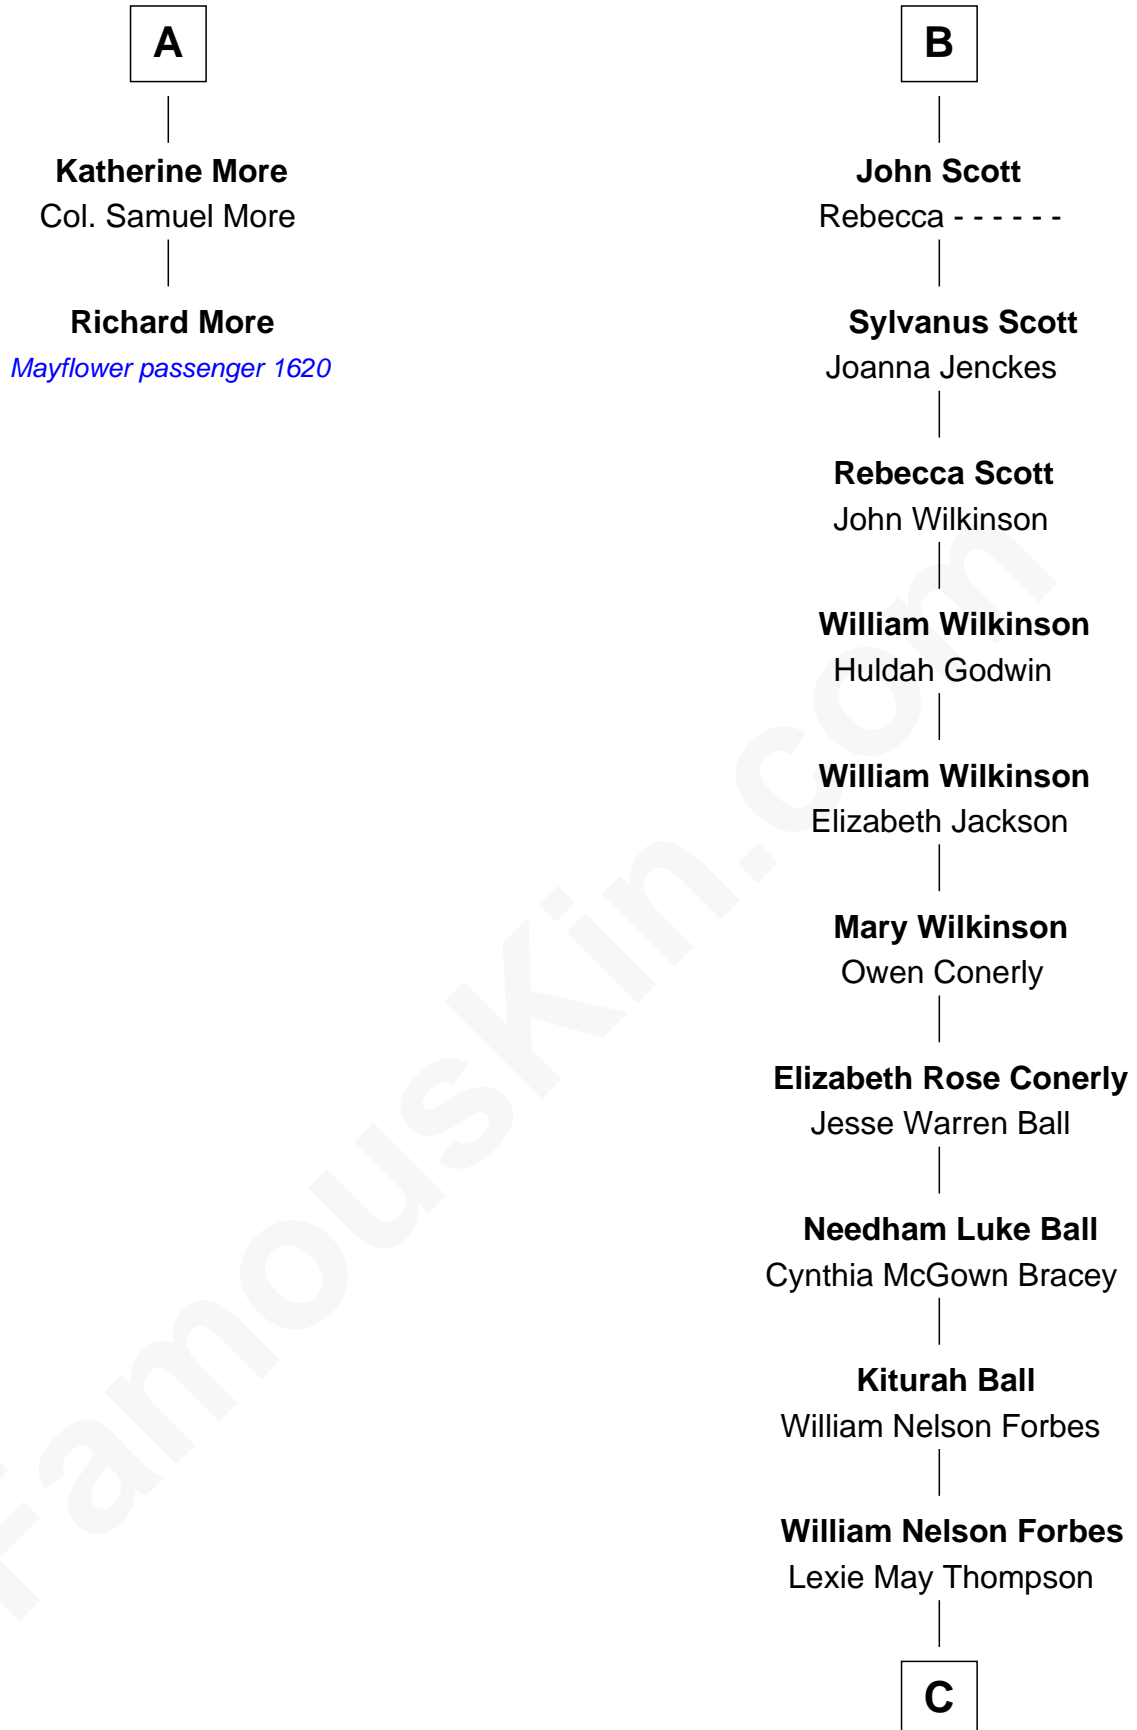 A
Katherine More
Col. Samuel More
Richard More
Mayflower passenger 1620
B
John Scott
Rebecca - - - - - -
Sylvanus Scott
Joanna Jenckes
Rebecca Scott
John Wilkinson
William Wilkinson
Huldah Godwin
William Wilkinson
Elizabeth Jackson
Mary Wilkinson
Owen Conerly
Elizabeth Rose Conerly
Jesse Warren Ball
Needham Luke Ball
Cynthia McGown Bracey
Kiturah Ball
William Nelson Forbes
William Nelson Forbes
Lexie May Thompson
C
FamousKin.com